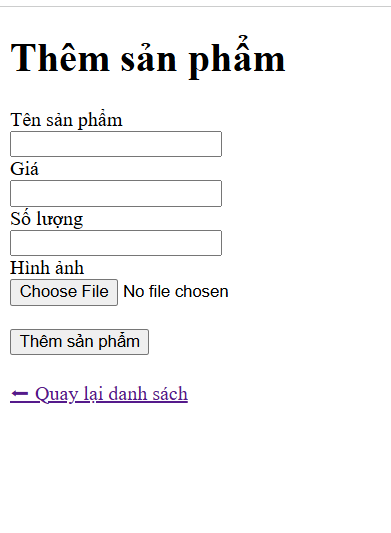 Thêm sản phẩm
Tên sản phẩm
Giá
Số lượng
Hình ảnh
Choose File No file chosen
Thêm sản phẩm
⬅ Quay lại danh sách